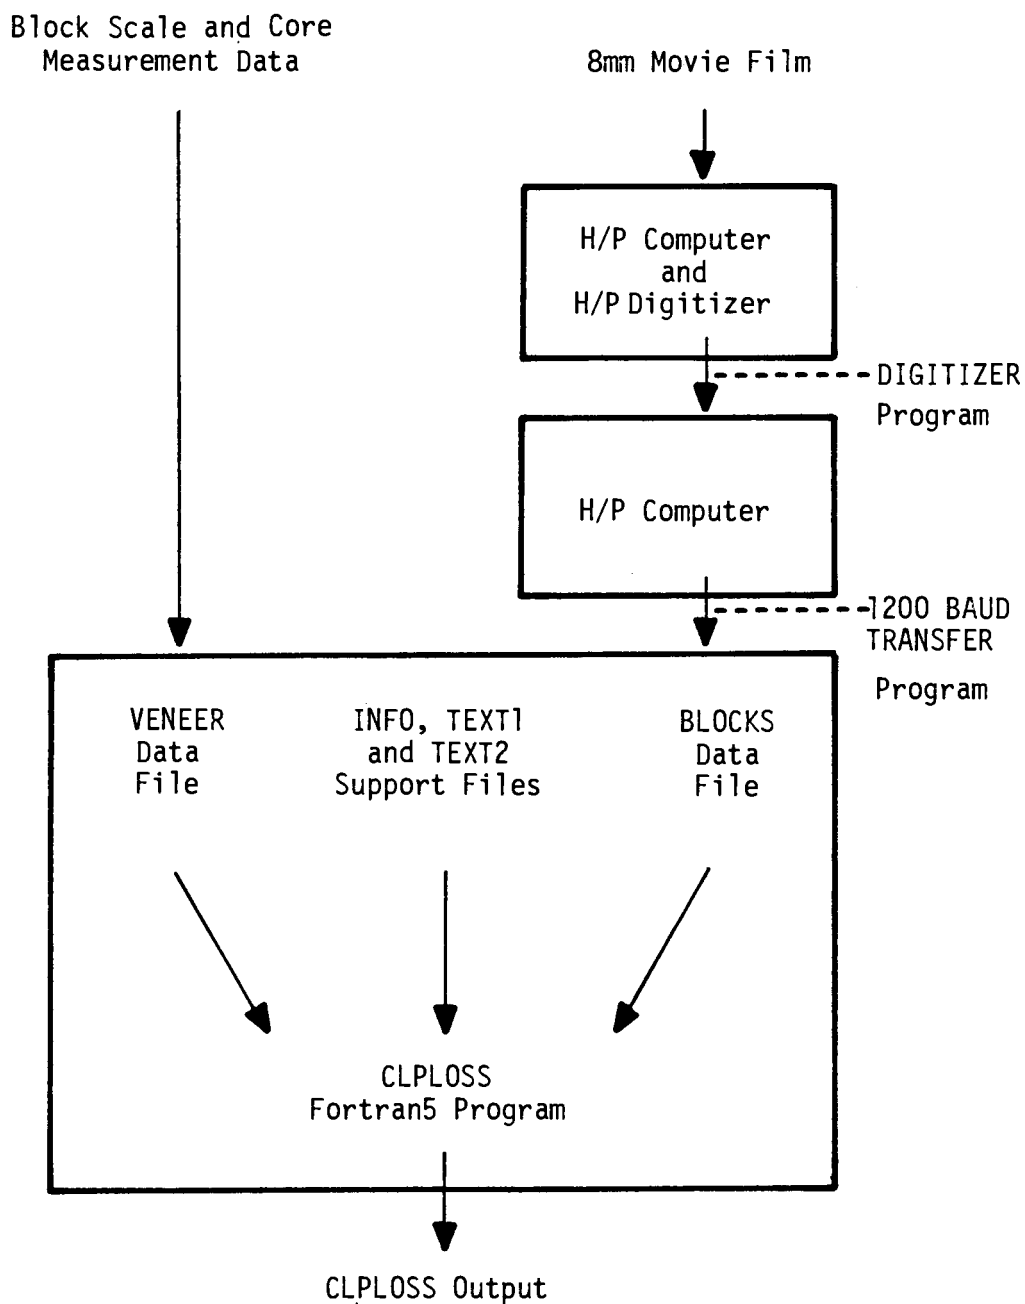 Block Scale and Core
Measurement Data
8mm Movie Film
H/P Computer
and
H/P Digitizer
DIGITIZER
Program
H/P Computer
1200 BAUD
TRANSFER
Program
VENEER
Data
File
INFO, TEXT1
and TEXT2
Support Files
BLOCKS
Data
File
CLPLOSS
Fortran5 Program
CLPLOSS Output